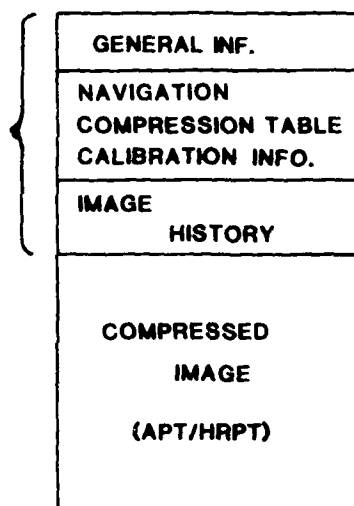 GENERAL INF.
NAVIGATION
COMPRESSION TABLE
CALIBRATION INFO.
IMAGE
HISTORY
COMPRESSED
IMAGE
(APT/HRPT)